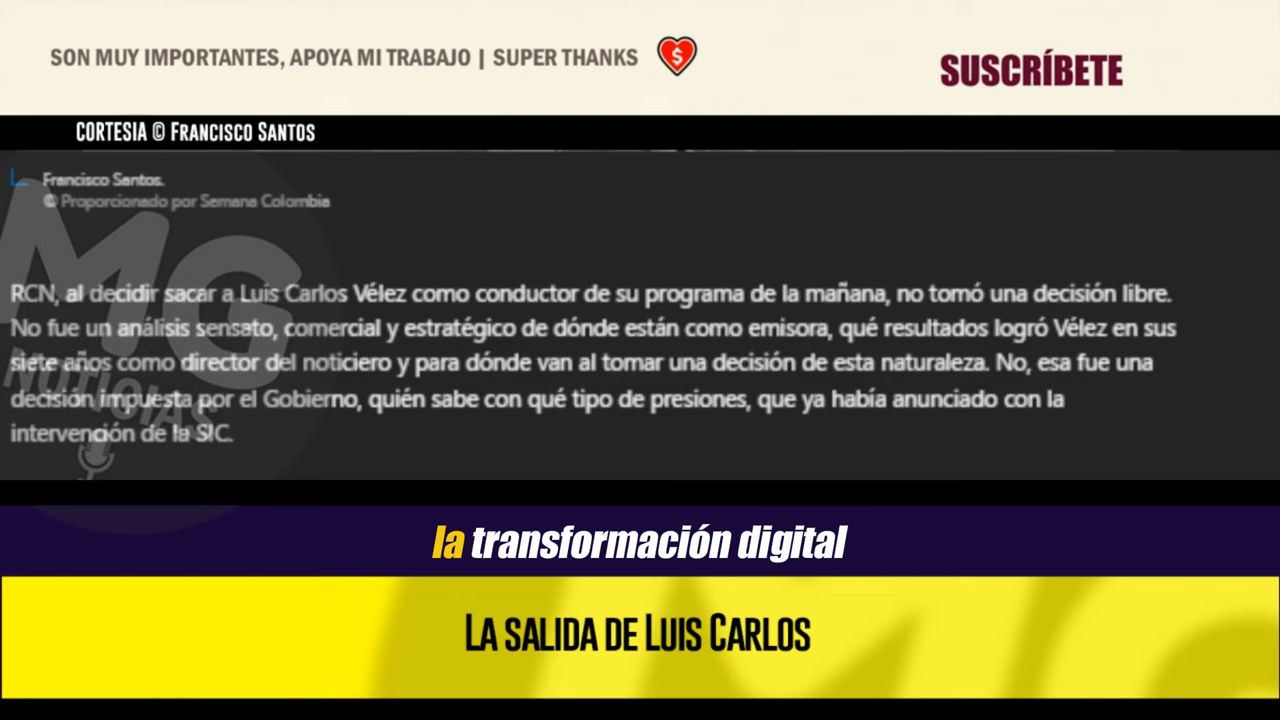 SON MUY IMPORTANTES, APOYA MI TRABAJO | SUPER THANKS
SUSCRÍBETE
CORTESIA © FRANCISCO SANTOS
Francisco Santos.
© Proporcionado por Semana Colombia
RCN, al decidir sacar a Luis Carlos Vélez como conductor de su programa de la mañana, no tomó una decisión libre.
No fue un análisis sensato, comercial y estratégico de dónde están como emisora, qué resultados logró Vélez en sus
siete años como director del noticiero y para dónde van al tomar una decisión de esta naturaleza. No, esa fue una
decisión impuesta por el Gobierno, quién sabe con qué tipo de presiones, que ya había anunciado con la
intervención de la SIC.
MG
NOTICIAS
la transformación digital
LA SALIDA DE LUIS CARLOS